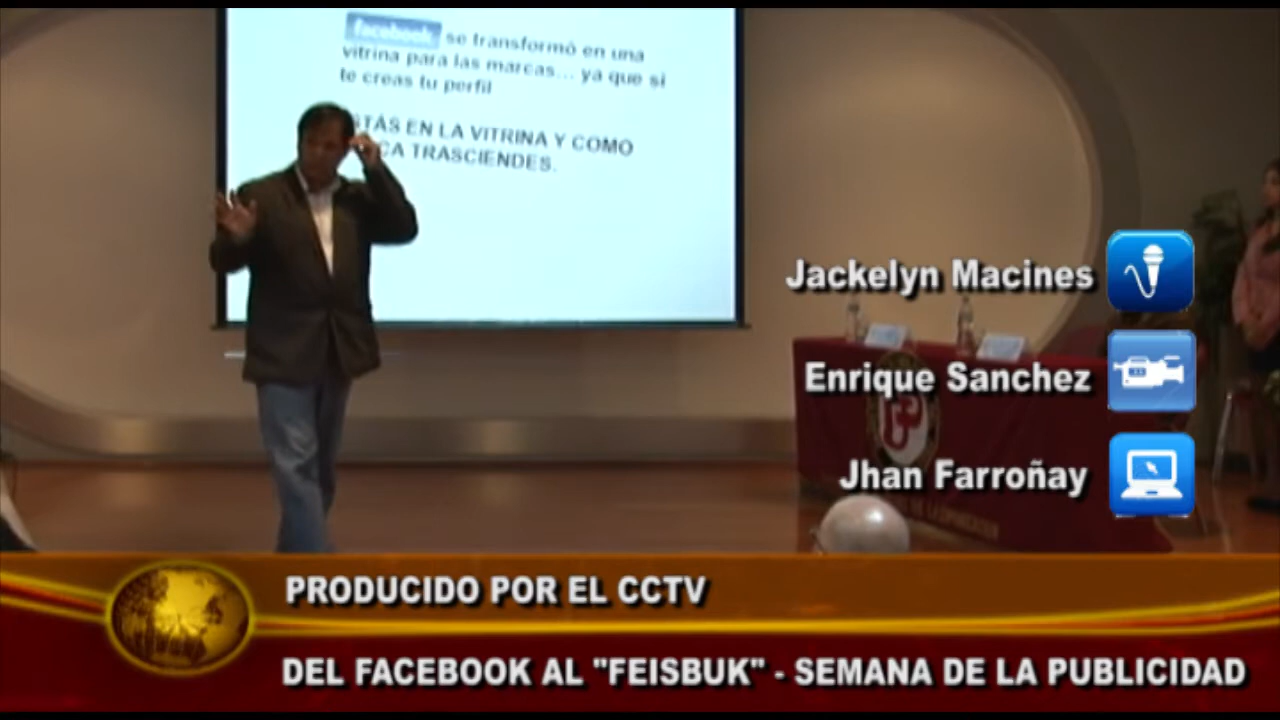 facebook se transformó en una
vitrina para las marcas... ya que si
te creas tu perfil
STÁS EN LA VITRINA Y COMO
CA TRASCIENDES.
Jackelyn Macines
Enrique Sanchez
Jhan Farroñay
PRODUCIDO POR EL CCTV
DEL FACEBOOK AL "FEISBUK" - SEMANA DE LA PUBLICIDAD